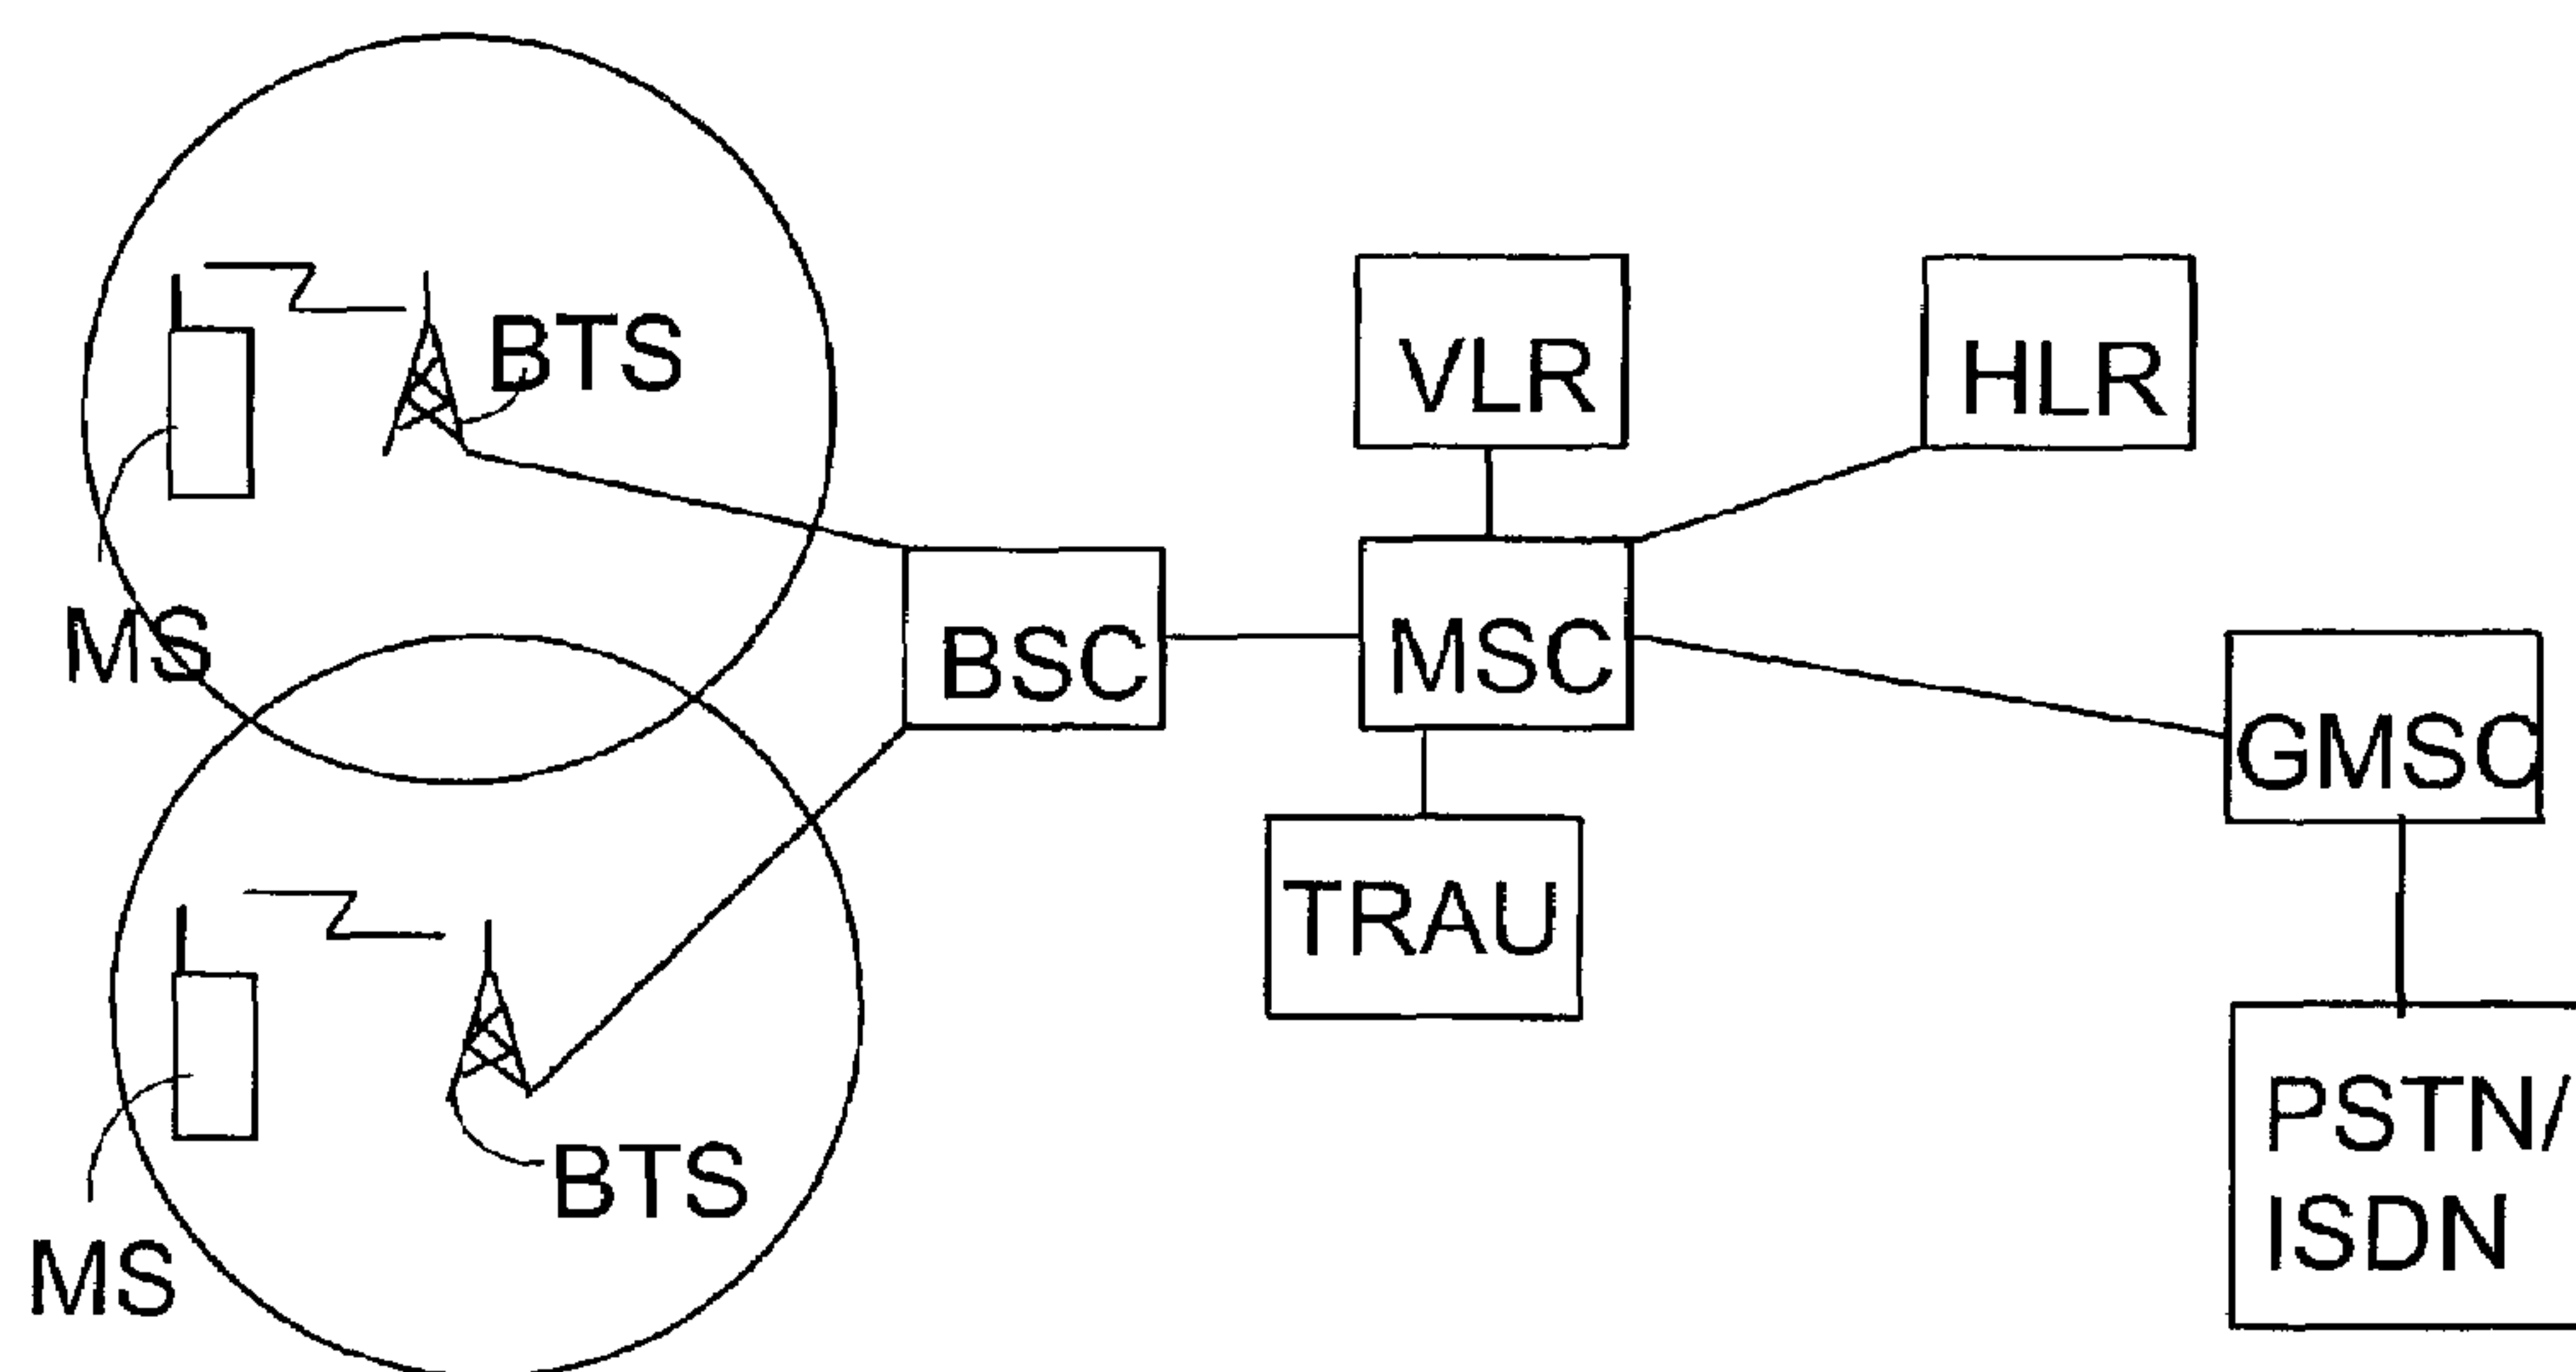 BTS
VLR
HLR
MS
BSC
MSC
GMSC
TRAU
BTS
MS
PSTN/
ISDN